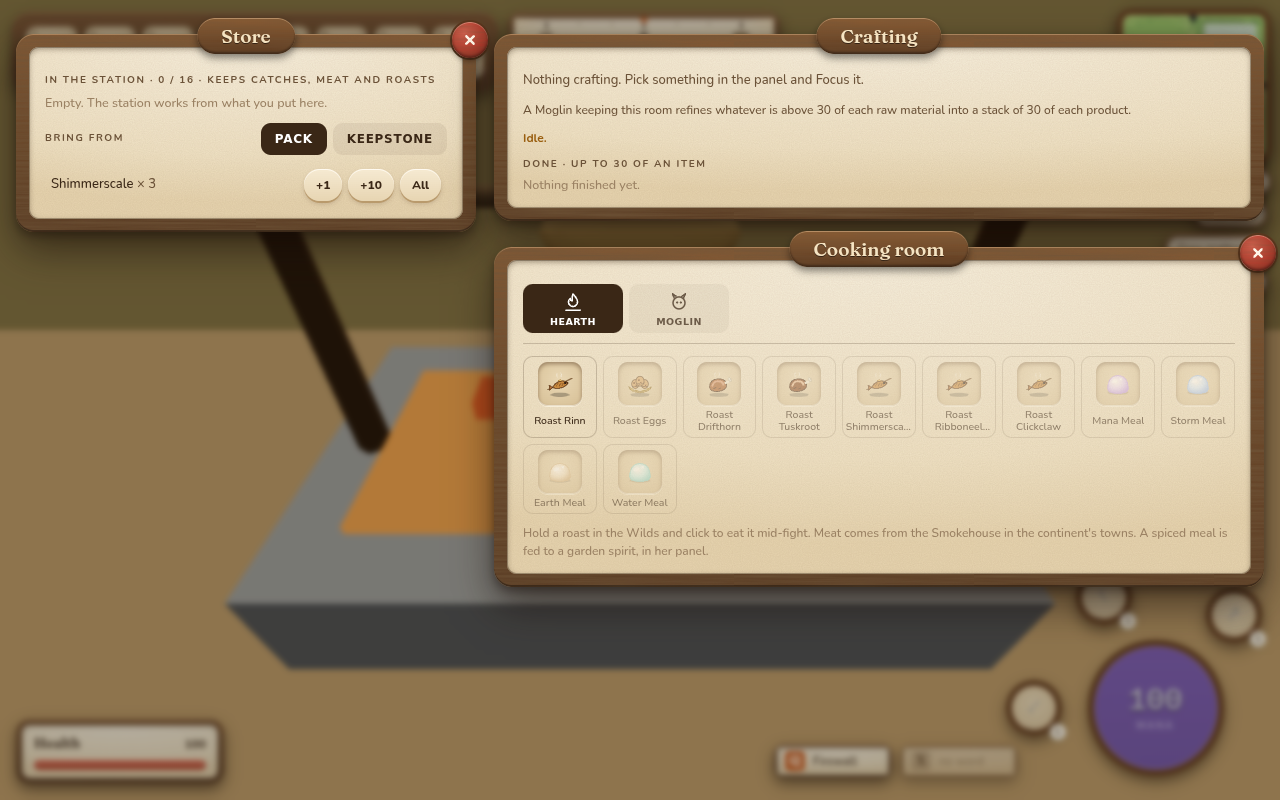 Store
IN THE STATION · 0 / 16 · KEEPS CATCHES, MEAT AND ROASTS
Empty. The station works from what you put here.
BRING FROM
PACK
KEEPSTONE
Shimmerscale × 3
+1
+10
All
Crafting
Nothing crafting. Pick something in the panel and Focus it.
A Moglin keeping this room refines whatever is above 30 of each raw material into a stack of 30 of each product.
Idle.
DONE · UP TO 30 OF AN ITEM
Nothing finished yet.
Cooking room
HEARTH
MOGLIN
Roast Rinn
Roast Eggs
Roast
Drifthorn
Roast
Tuskroot
Roast
Shimmersca...
Roast
Ribboneel...
Roast
Clickclaw
Mana Meal
Storm Meal
Earth Meal
Water Meal
Hold a roast in the Wilds and click to eat it mid-fight. Meat comes from the Smokehouse in the continent's towns. A spiced meal is
fed to a garden spirit, in her panel.
Health
100
100
Firewall